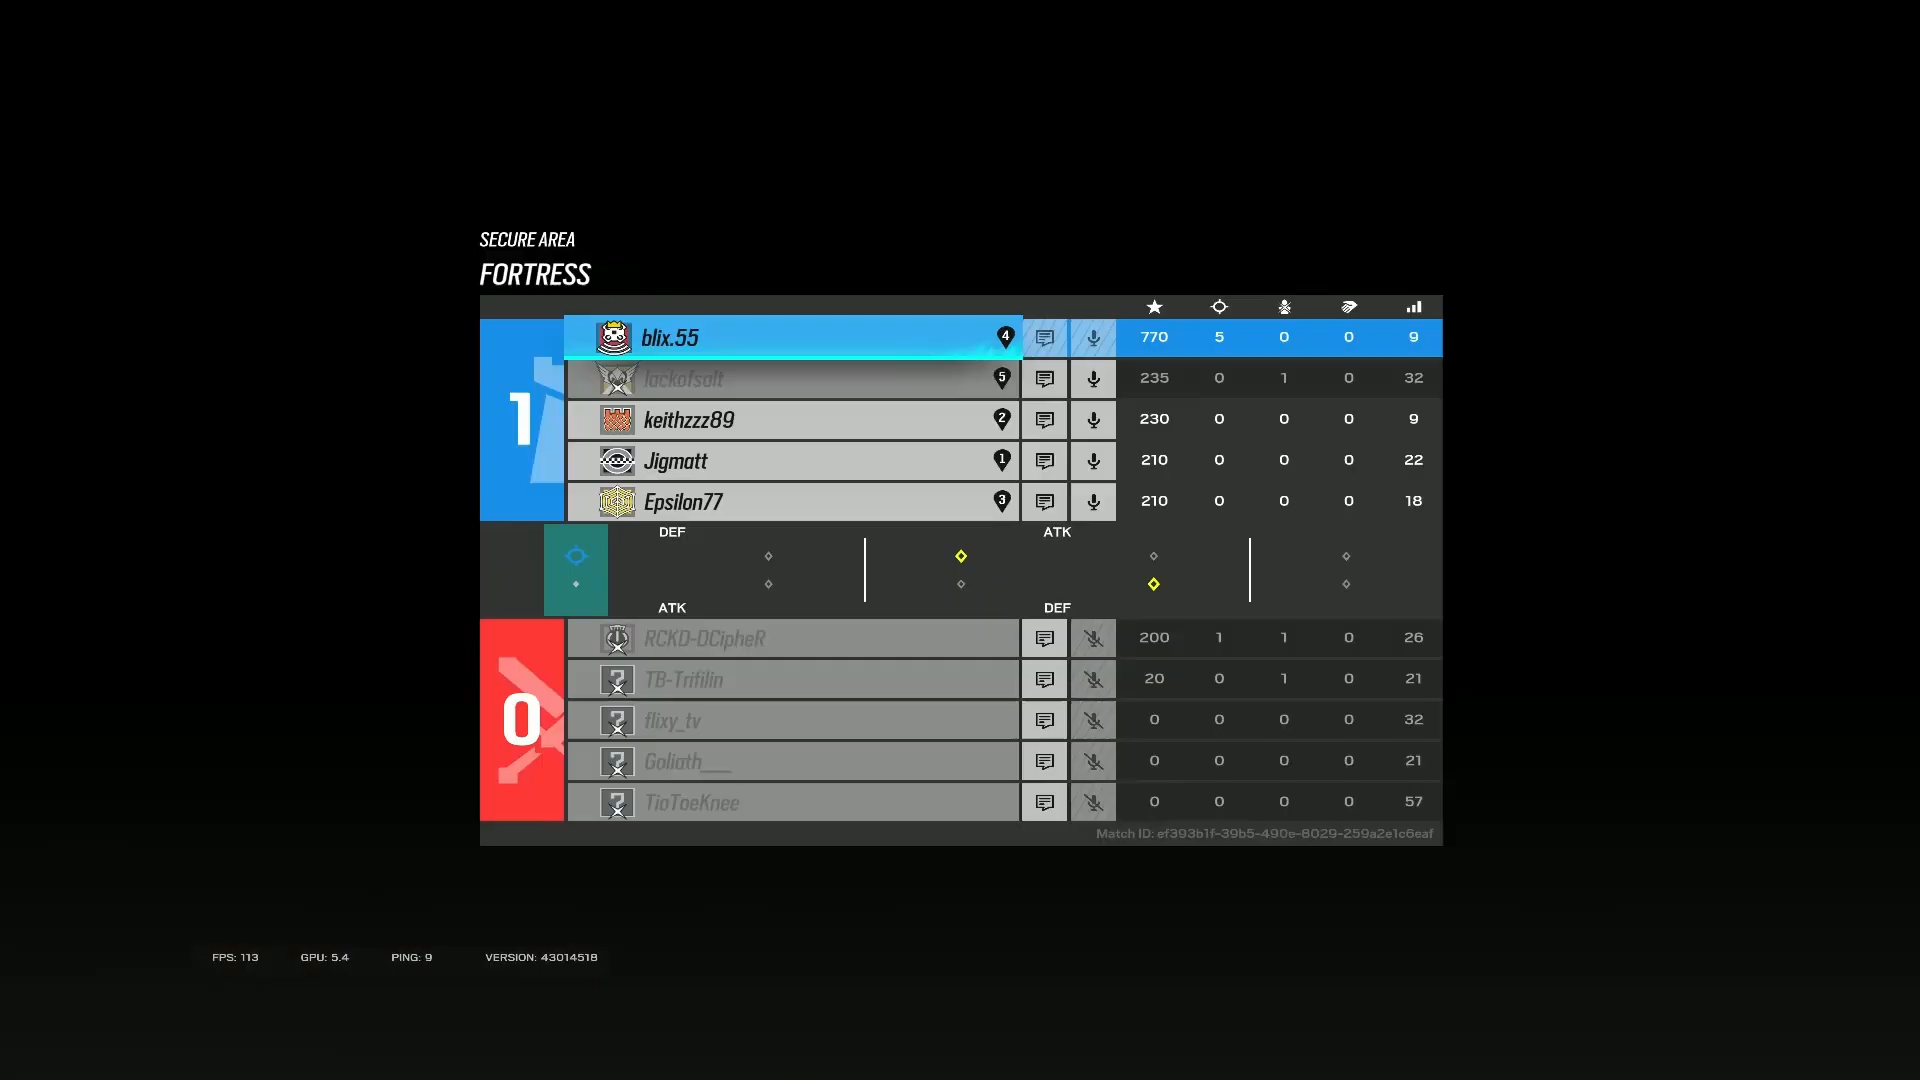 SECURE AREA
FORTRESS
1
blix.55 4 770 5 0 0 9
lackofsalt 5 235 0 1 0 32
keithzzz89 2 230 0 0 0 9
Jigmatt 1 210 0 0 0 22
Epsilon77 3 210 0 0 0 18
DEF ATK
ATK DEF
0
RCKD-DCipheR 200 1 1 0 26
TB-Trifilin 20 0 1 0 21
flixy_tv 0 0 0 0 32
Goliath___ 0 0 0 0 21
TioToeKnee 0 0 0 0 57
Match ID: ef393b1f-39b5-490e-8029-259a2e1c6eaf
FPS: 113 GPU: 5.4 PING: 9 VERSION: 43014518